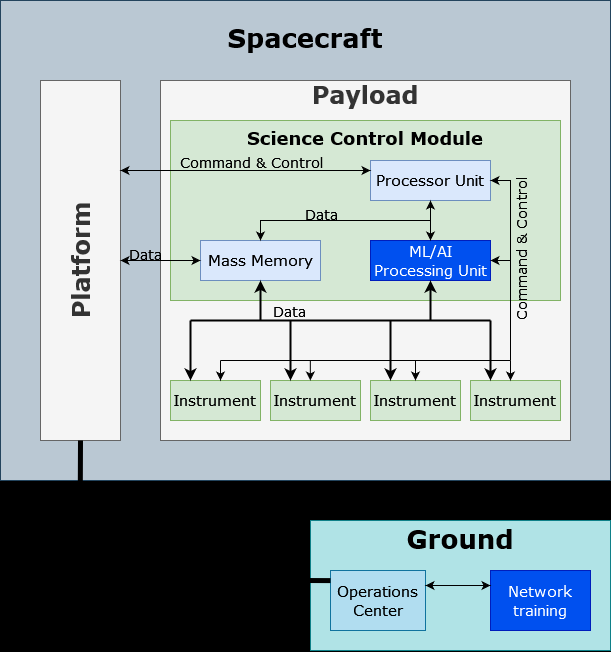 Spacecraft
Payload
Science Control Module
Command & Control
Processor Unit
Platform
Data
Data
Mass Memory
ML/AI
Processing Unit
Command & Control
Data
Instrument
Instrument
Instrument
Instrument
Ground
Operations
Center
Network
training